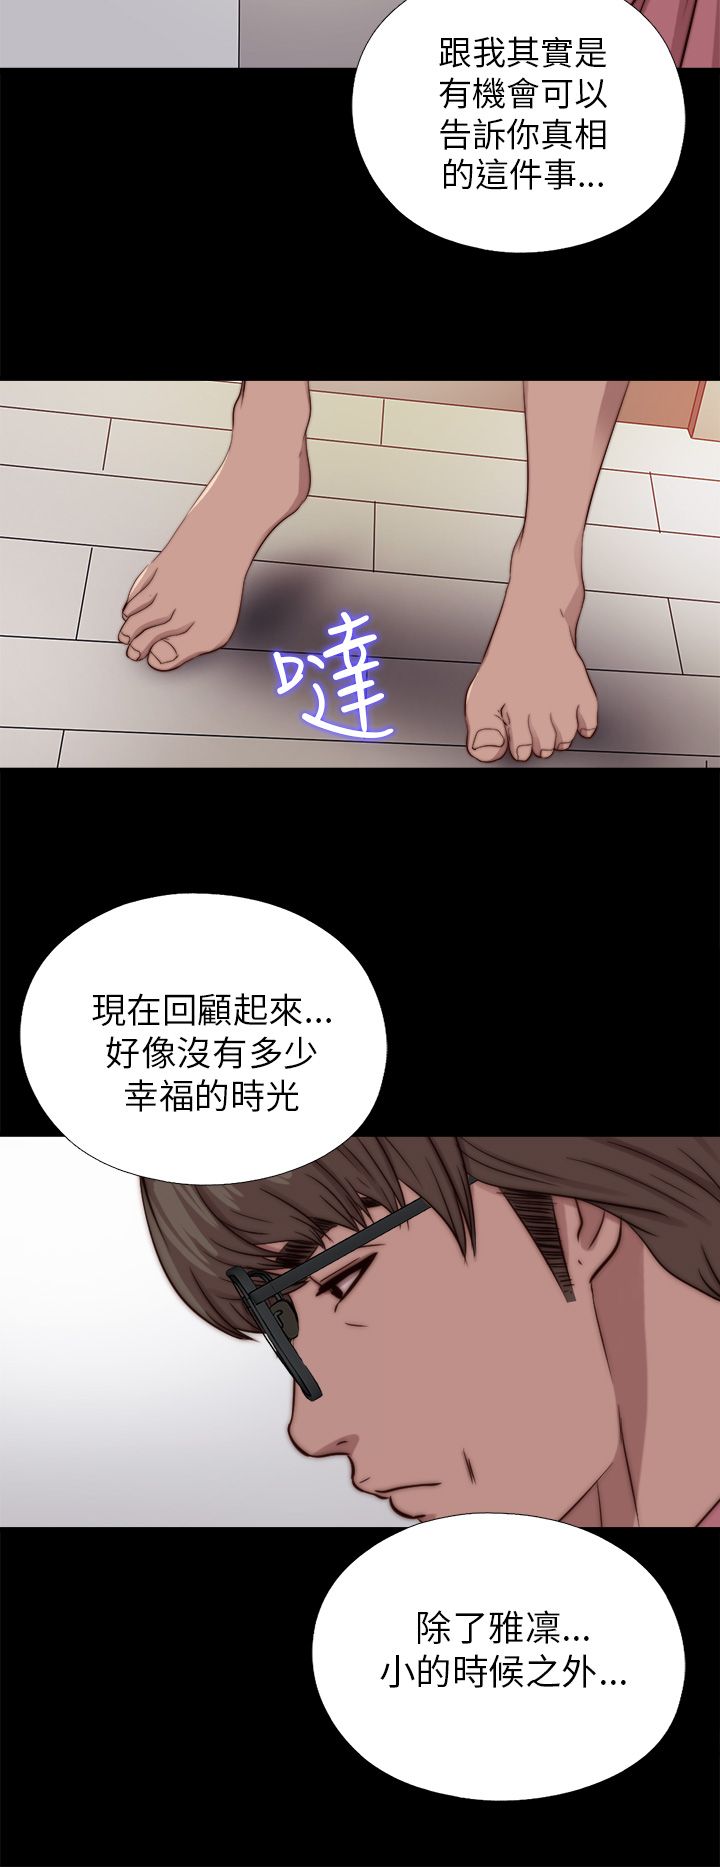 跟我其實是
有機會可以
告訴你真相
的這件事...
噠
現在回顧起來...
好像沒有多少
幸福的時光
除了雅凜...
小的時候之外...